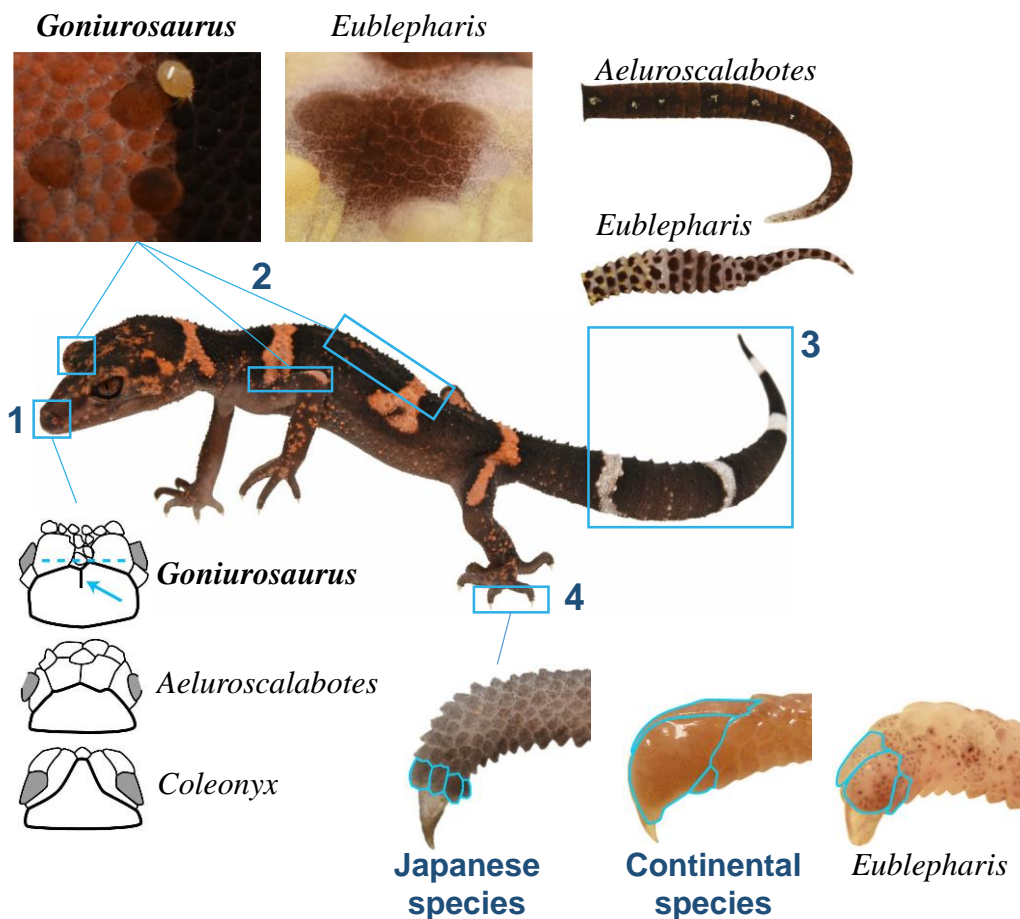 Goniurosaurus
Eublepharis
Aeluroscalabotes
Eublepharis
2
3
1
Goniurosaurus
4
Aeluroscalabotes
Coleonyx
Japanese
species
Continental
species
Eublepharis